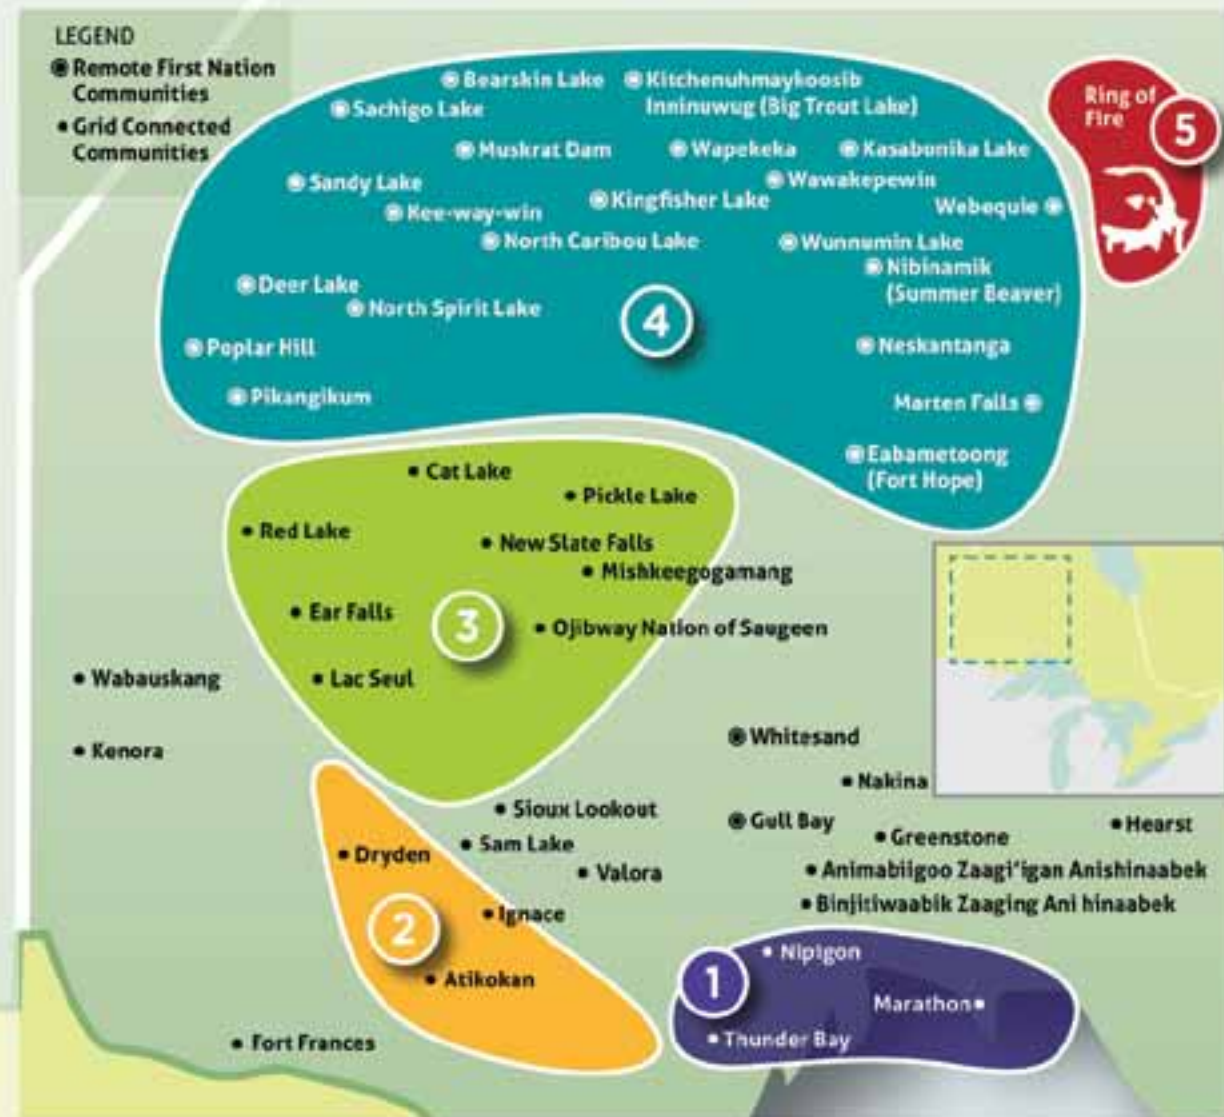 LEGEND
Remote First Nation
Communities
Grid Connected
Communities
Bearskin Lake
Kitchenuhmaykoosib
Inninuwug (Big Trout Lake)
Sachigo Lake
Muskrat Dam
Wapekeka
Kasabonika Lake
Sandy Lake
Wawakepewin
Kee-way-win
Kingfisher Lake
Webequie
North Caribou Lake
Wunnumin Lake
Nibinamik
(Summer Beaver)
Deer Lake
North Spirit Lake
4
Poplar Hill
Neskantanga
Pikangikum
Marten Falls
Eabametoong
(Fort Hope)
Ring of
Fire
5
Cat Lake
Pickle Lake
Red Lake
New Slate Falls
Mishkeegogamang
Ear Falls
3
Ojibway Nation of Saugeen
Lac Seul
Wabauskang
Kenora
Whitesand
Nakina
Sioux Lookout
Gull Bay
Greenstone
Hearst
Dryden
Sam Lake
Valora
Animabiigoo Zaagi'igan Anishinaabek
Binjitiwaabik Zaaging Ani hinaabek
2
Ignace
Atikokan
1
Nipigon
Marathon
Thunder Bay
Fort Frances